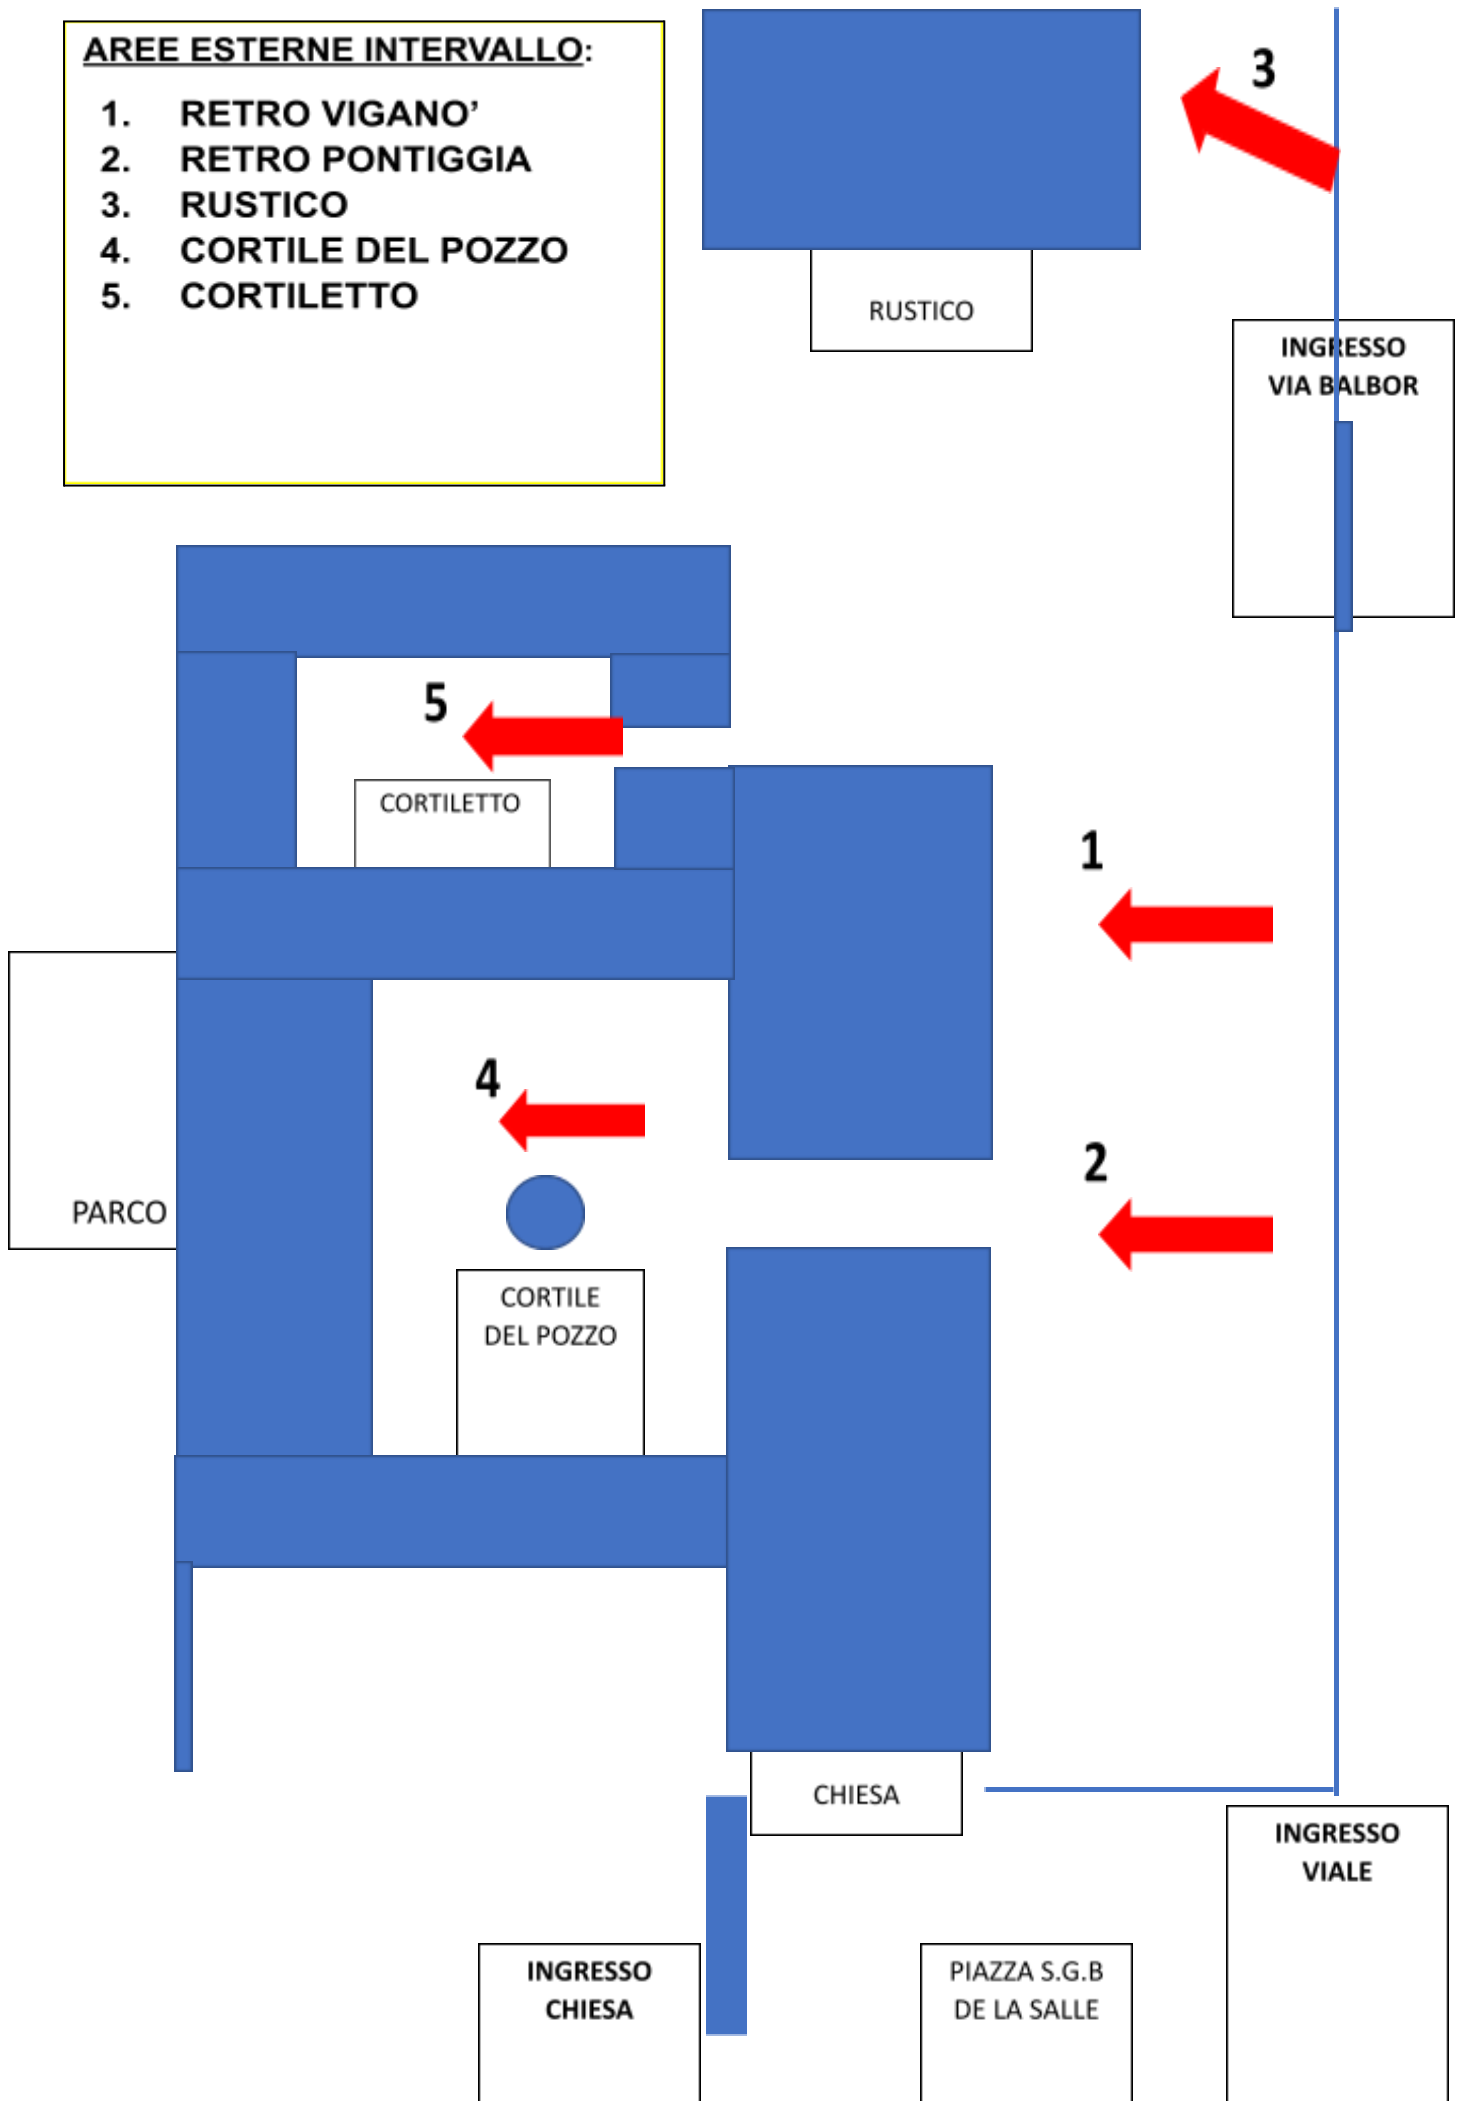 AREE ESTERNE INTERVALLO:
1. RETRO VIGANO’
2. RETRO PONTIGGIA
3. RUSTICO
4. CORTILE DEL POZZO
5. CORTILETTO
3
RUSTICO
INGRESSO
VIA BALBOR
5
CORTILETTO
1
4
2
PARCO
CORTILE
DEL POZZO
CHIESA
INGRESSO
VIALE
INGRESSO
CHIESA
PIAZZA S.G.B
DE LA SALLE